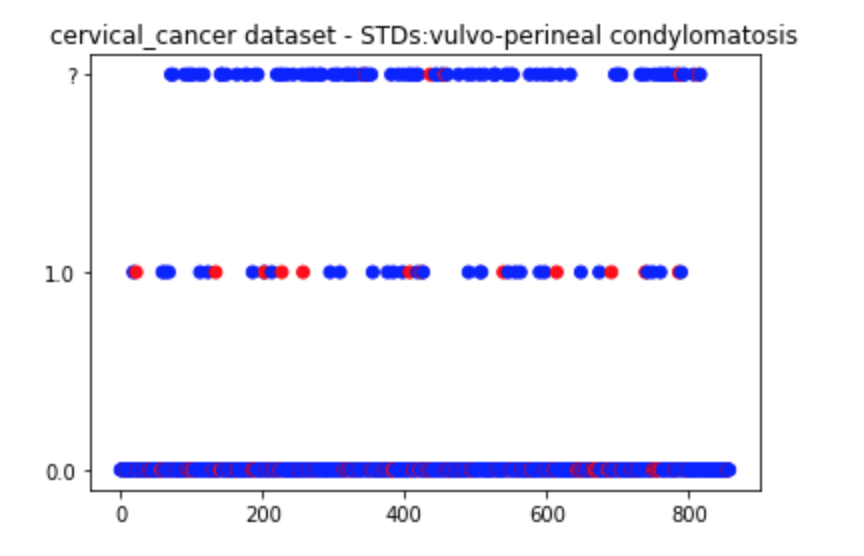 cervical_cancer dataset - STDs:vulvo-perineal condylomatosis
?
1.0
0.0
0 200 400 600 800